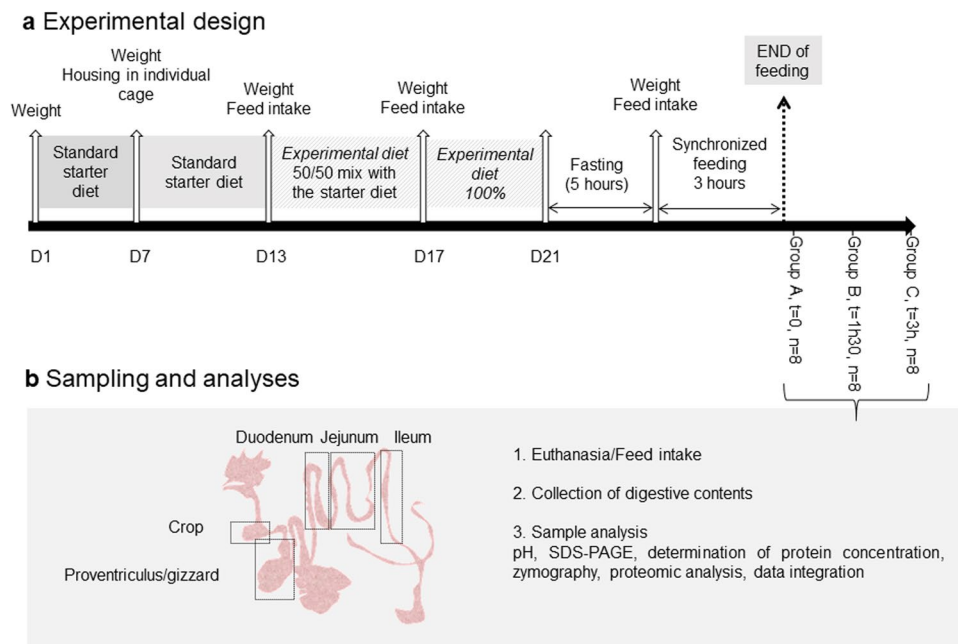 a Experimental design
END of
feeding
Weight
Housing in individual
cage
Weight
Weight
Feed intake
Weight
Feed intake
Weight
Feed intake
Standard
starter
diet
Standard
starter diet
Experimental diet
50/50 mix with
the starter diet
Experimental
diet
100%
Fasting
(5 hours)
Synchronized
feeding
3 hours
D1
D7
D13
D17
D21
Group A, t=0, n=8
Group B, t=1h30, n=8
Group C, t=3h, n=8
b Sampling and analyses
Duodenum
Jejunum
Ileum
Crop
Proventriculus/gizzard
1. Euthanasia/Feed intake
2. Collection of digestive contents
3. Sample analysis
pH, SDS-PAGE, determination of protein concentration,
zymography, proteomic analysis, data integration